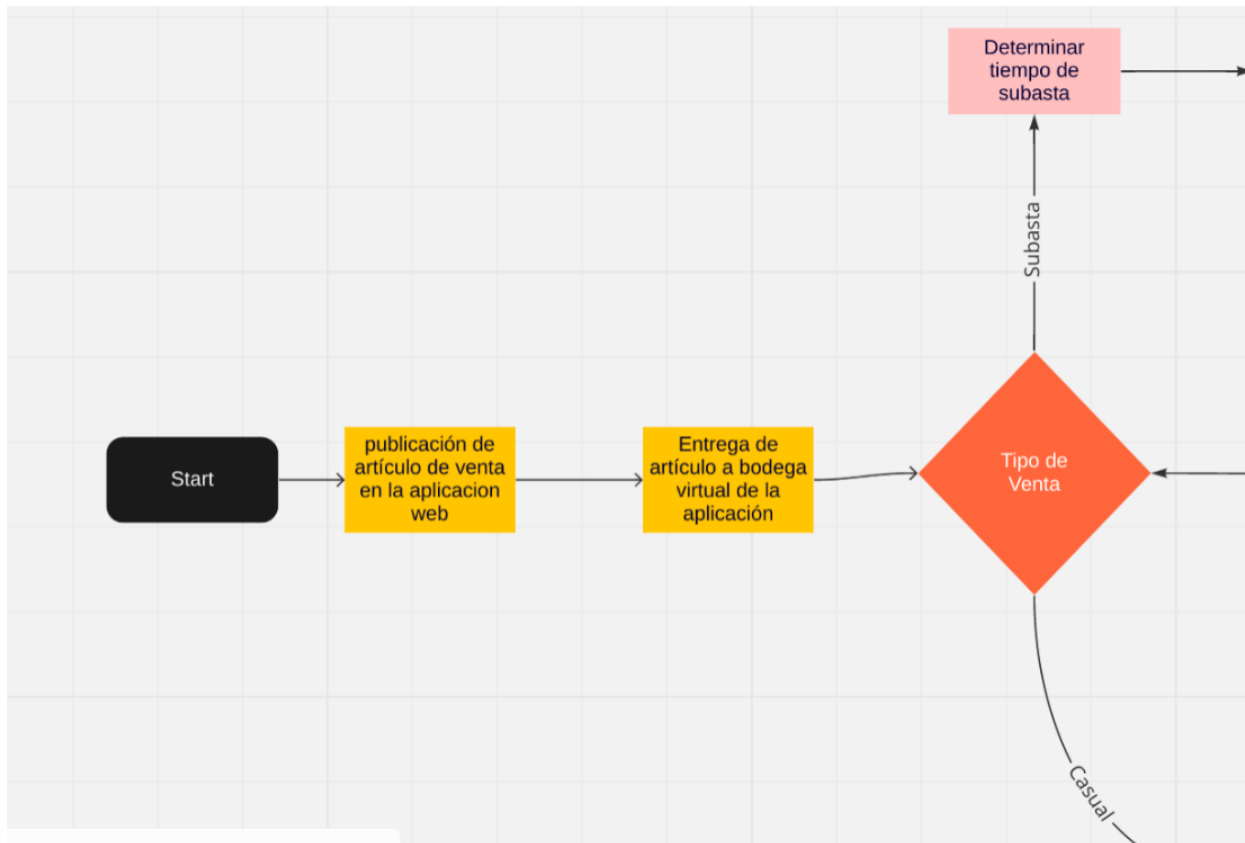 Determinar
tiempo de
subasta
Subasta
Start
publicación de
artículo de venta
en la aplicacion
web
Entrega de
artículo a bodega
virtual de la
aplicación
Tipo de
Venta
Casual